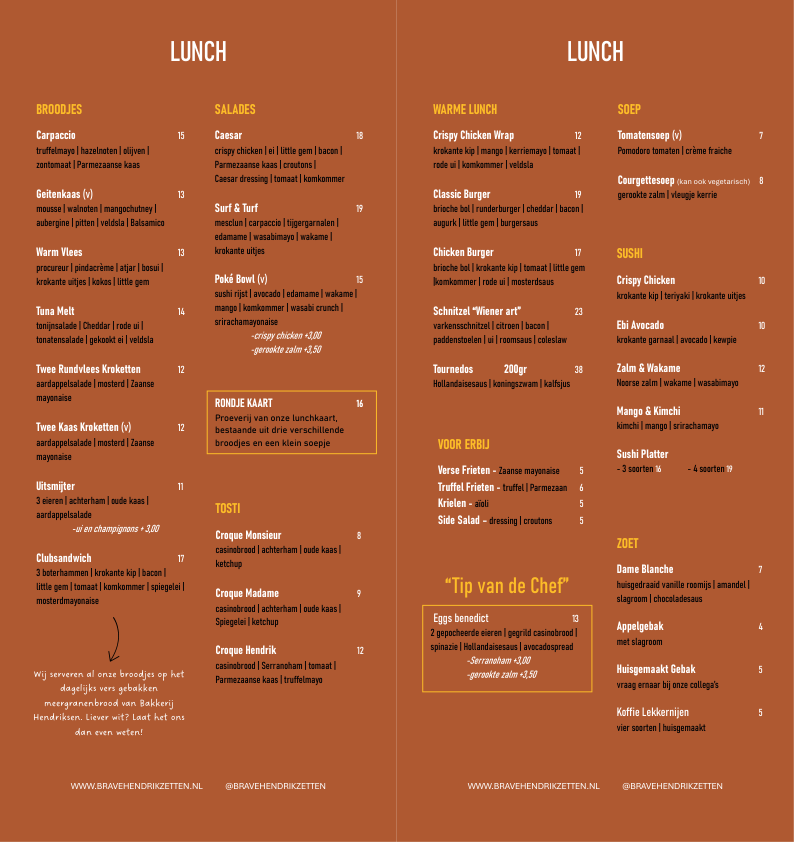 LUNCH
BROODJES
Carpaccio 15
truffelmayo | hazelnoten | olijven |
zontomaat | Parmezaanse kaas
Geitenkaas (v) 13
mousse | walnoten | mangochutney |
aubergine | pitten | veldsla | Balsamico
Warm Vlees 13
procureur | pindacrème | atjar | bosui |
krokante uitjes | kokos | little gem
Tuna Melt 14
tonijnsalade | Cheddar | rode ui |
tonatensalade | gekookt ei | veldsla
Twee Rundvlees Kroketten 12
aardappelsalade | mosterd | Zaanse
mayonaise
Twee Kaas Kroketten (v) 12
aardappelsalade | mosterd | Zaanse
mayonaise
Uitsmijter 11
3 eieren | achterham | oude kaas |
aardappelsalade
-ui en champignons + 3,00
Clubsandwich 17
3 boterhammen | krokante kip | bacon |
little gem | tomaat | komkommer | spiegelei |
mosterdmayonaise
Wij serveren al onze broodjes op het
dagelijks vers gebakken
meergranenbrood van Bakkerij
Hendriksen. Liever wit? Laat het ons
dan even weten!
SALADES
Caesar 18
crispy chicken | ei | little gem | bacon |
Parmezaanse kaas | croutons |
Caesar dressing | tomaat | komkommer
Surf & Turf 19
mesclun | carpaccio | tijgergarnalen |
edamame | wasabimayo | wakame |
krokante uitjes
Poké Bowl (v) 15
sushi rijst | avocado | edamame | wakame |
mango | komkommer | wasabi crunch |
srirachamayonaise
-crispy chicken +3,00
-gerookte zalm +3,50
RONDJE KAART 16
Proeverij van onze lunchkaart,
bestaande uit drie verschillende
broodjes en een klein soepje
TOSTI
Croque Monsieur 8
casinobrood | achterham | oude kaas |
ketchup
Croque Madame 9
casinobrood | achterham | oude kaas |
Spiegelei | ketchup
Croque Hendrik 12
casinobrood | Serranoham | tomaat |
Parmezaanse kaas | truffelmayo
WWW.BRAVEHENDRIKZETTEN.NL @BRAVEHENDRIKZETTEN
LUNCH
WARME LUNCH
Crispy Chicken Wrap 12
krokante kip | mango | kerriemayo | tomaat |
rode ui | komkommer | veldsla
Classic Burger 19
brioche bol | runderburger | cheddar | bacon |
augurk | little gem | burgersaus
Chicken Burger 17
brioche bol | krokante kip | tomaat | little gem
|komkommer | rode ui | mosterdsaus
Schnitzel “Wiener art” 23
varkensschnitzel | citroen | bacon |
paddenstoelen | ui | roomsaus | coleslaw
Tournedos 200gr 38
Hollandaisesaus | koningszwam | kalfsjus
VOOR ERBIJ
Verse Frieten - Zaanse mayonaise 5
Truffel Frieten - truffel | Parmezaan 6
Krielen - aïoli 5
Side Salad - dressing | croutons 5
“Tip van de Chef”
Eggs benedict 13
2 gepocheerde eieren | gegrild casinobrood |
spinazie | Hollandaisesaus | avocadospread
-Serranoham +3,00
-gerookte zalm +3,50
SOEP
Tomatensoep (v) 7
Pomodoro tomaten | crème fraiche
Courgettesoep (kan ook vegetarisch) 8
gerookte zalm | vleugje kerrie
SUSHI
Crispy Chicken 10
krokante kip | teriyaki | krokante uitjes
Ebi Avocado 10
krokante garnaal | avocado | kewpie
Zalm & Wakame 12
Noorse zalm | wakame | wasabimayo
Mango & Kimchi 11
kimchi | mango | srirachamayo
Sushi Platter
- 3 soorten 16 - 4 soorten 19
ZOET
Dame Blanche 7
huisgedraaid vanille roomijs | amandel |
slagroom | chocoladesaus
Appelgebak 4
met slagroom
Huisgemaakt Gebak 5
vraag ernaar bij onze collega's
Koffie Lekkernijen 5
vier soorten | huisgemaakt
WWW.BRAVEHENDRIKZETTEN.NL @BRAVEHENDRIKZETTEN